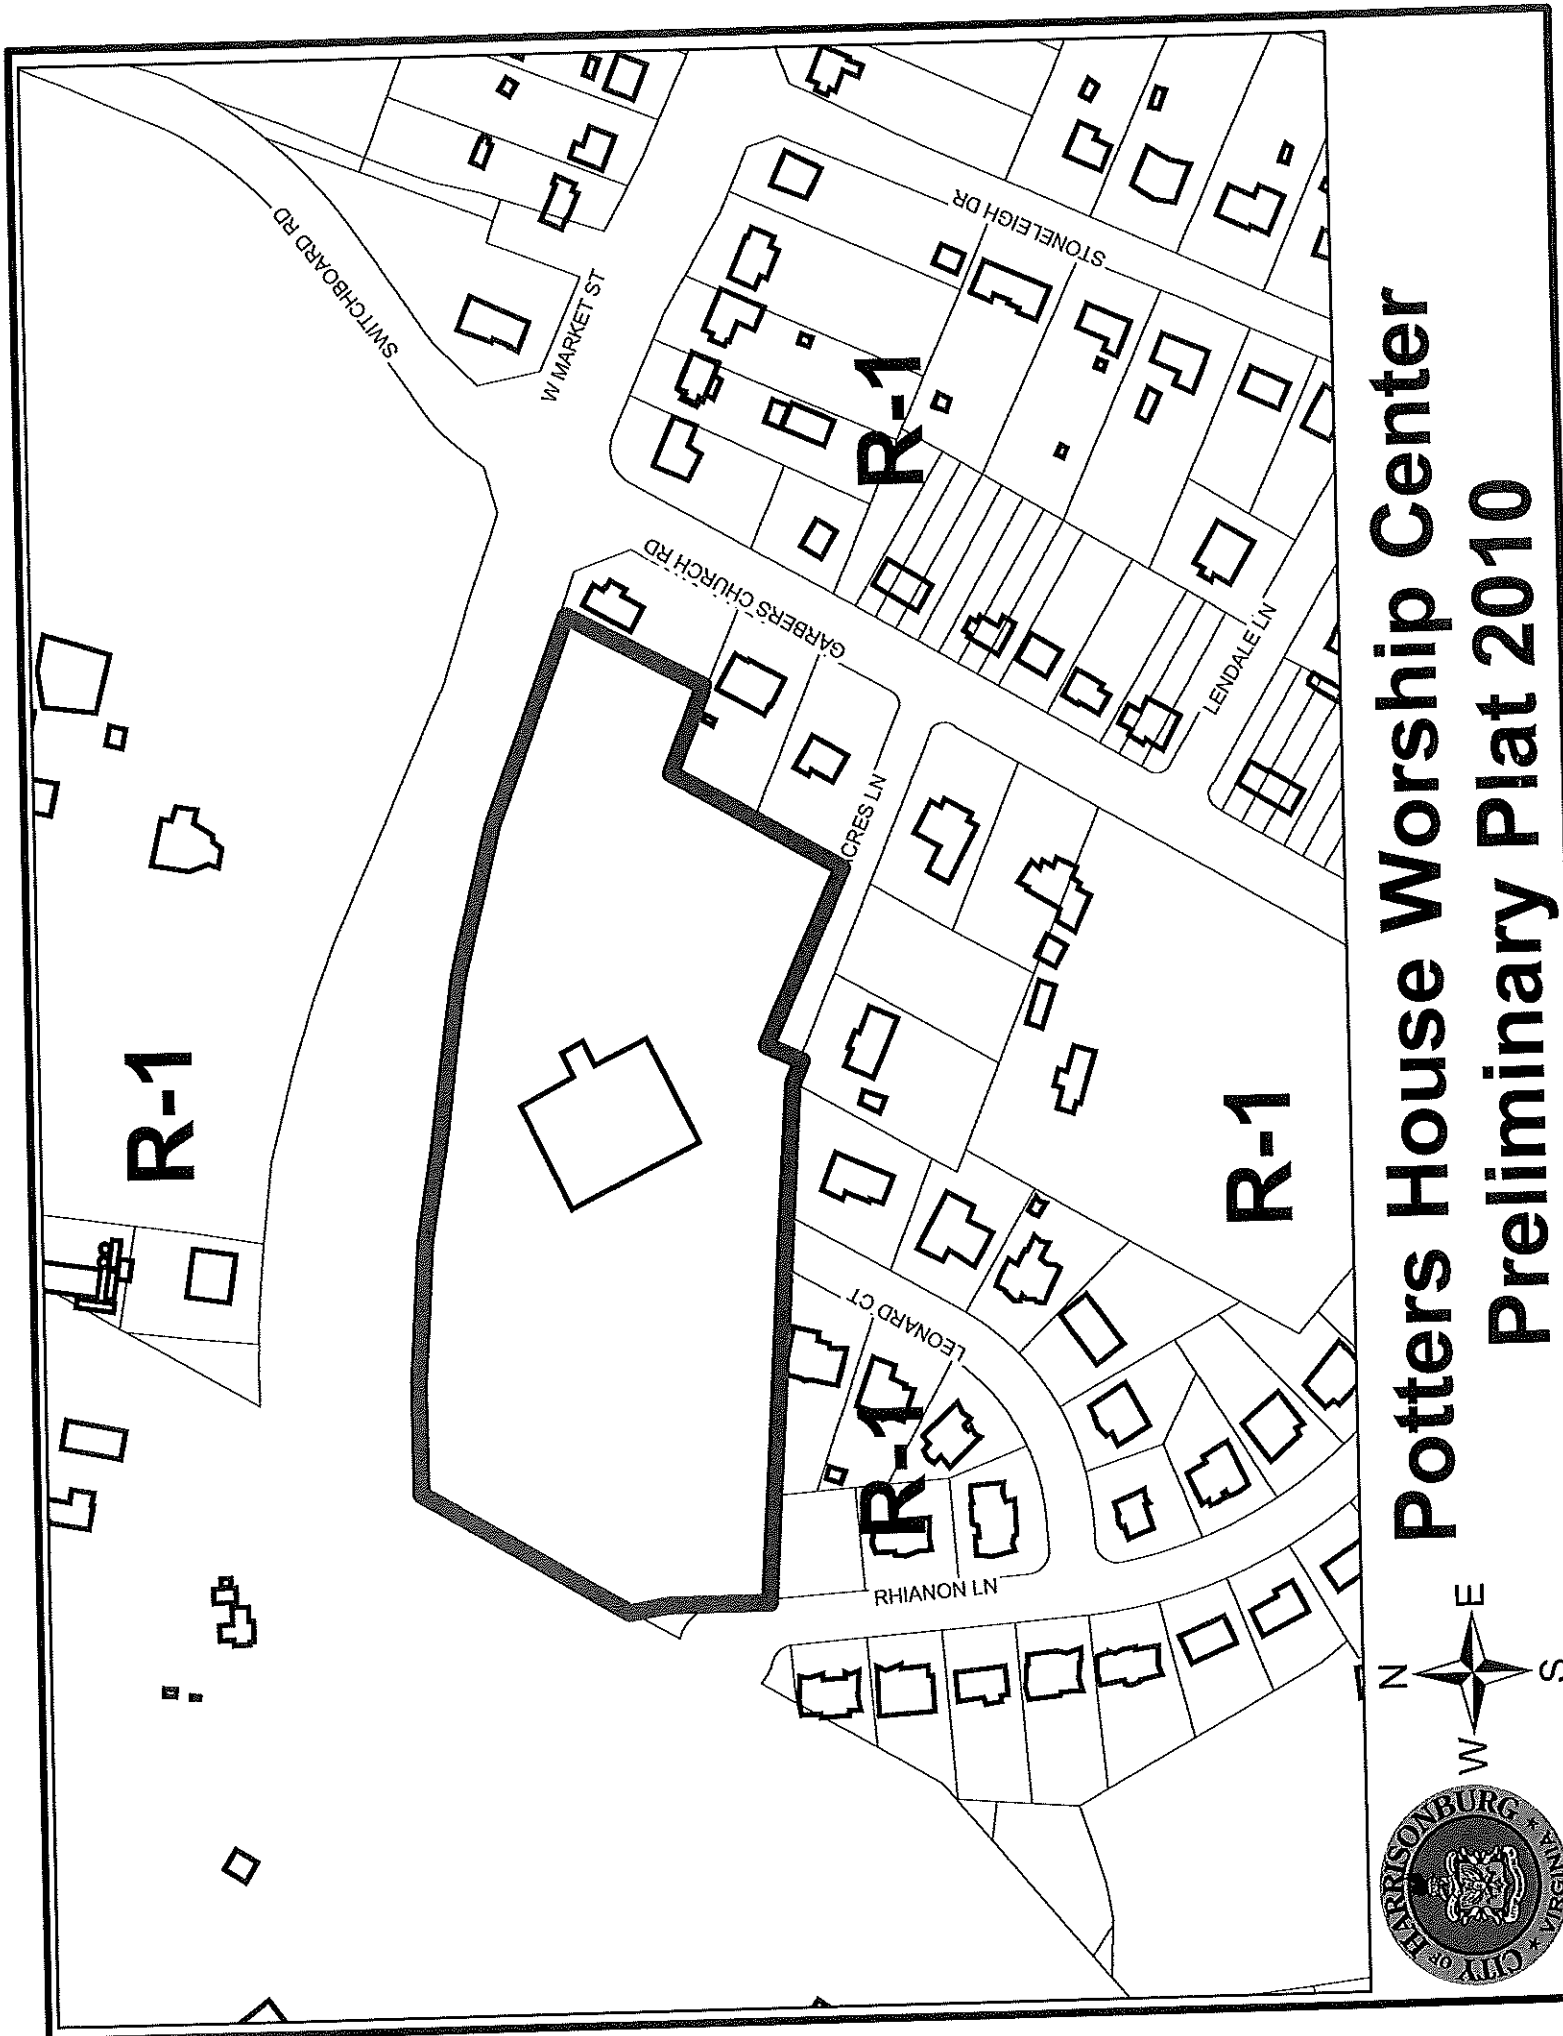 SWITCHBOARD RD
W MARKET ST
STONELEIGH DR
R-1
GARBERS CHURCH RD
LENDALE LN
ACRES LN
R-1
R-1
LEONARD CT
R-1
RHIANON LN
Potters House Worship Center
Preliminary Plat 2010
N
W E
S
CITY OF HARRISONBURG
★ VIRGINIA ★